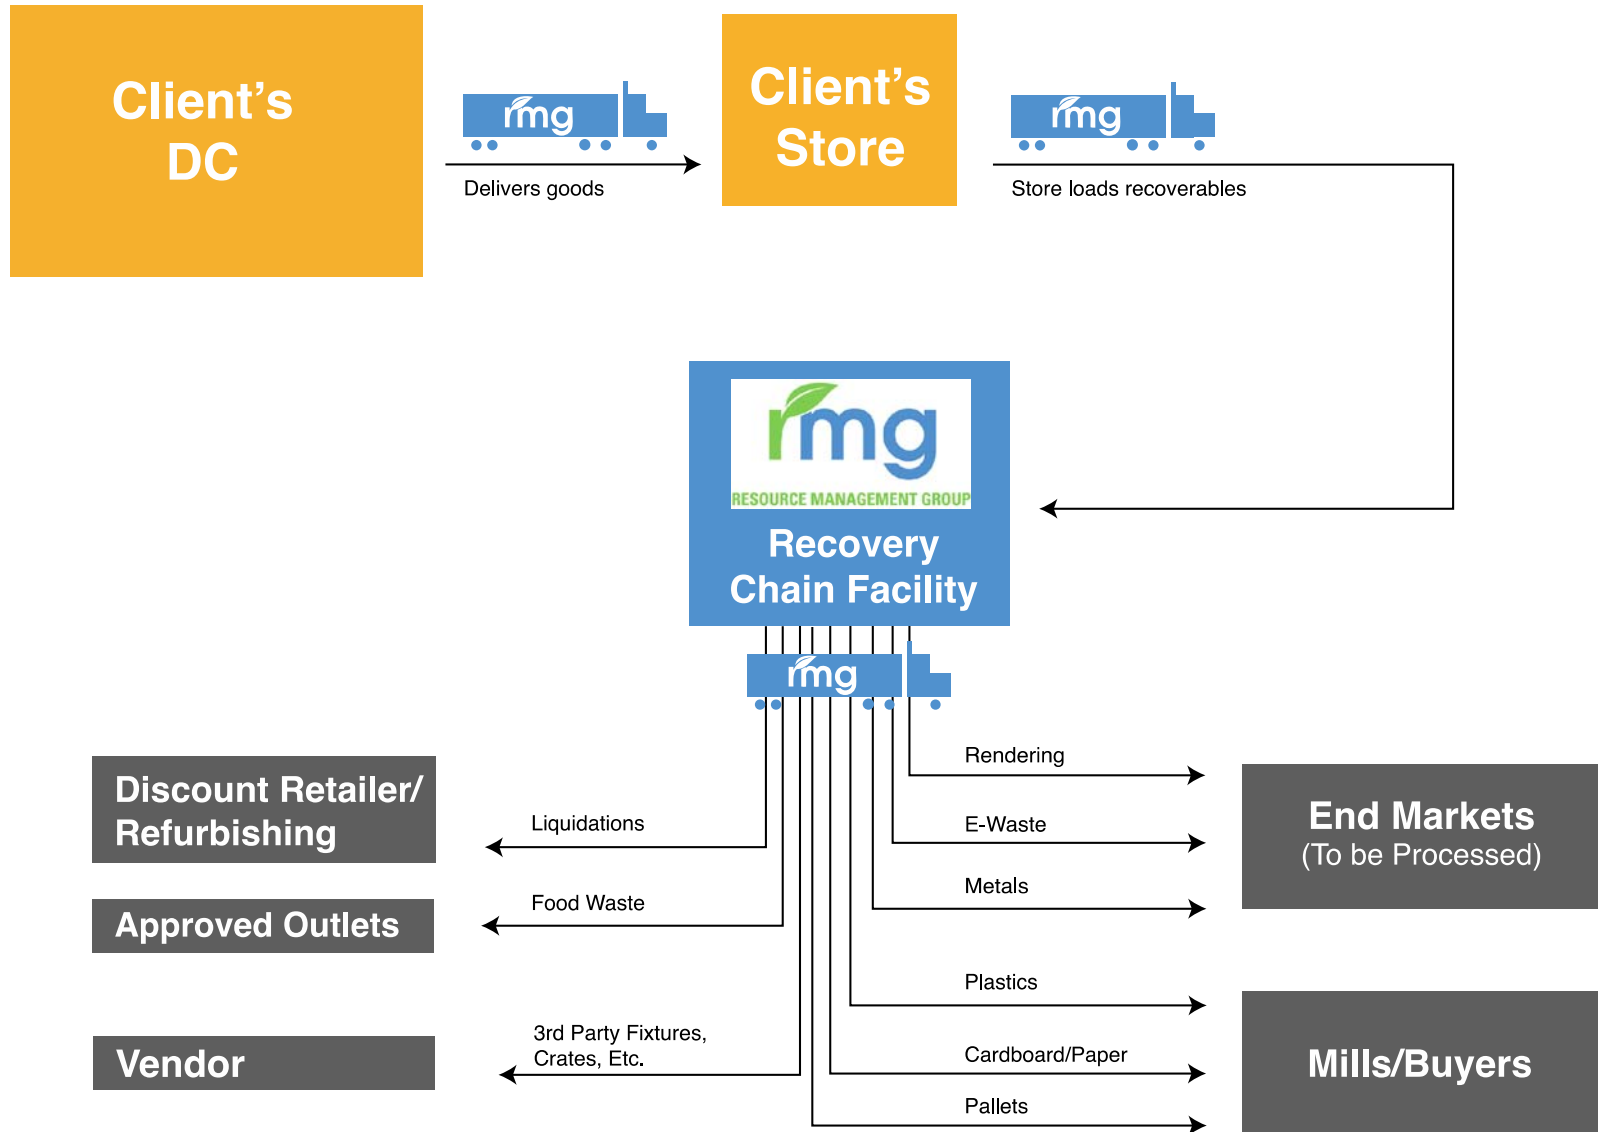 Client's
DC
rmg
Delivers goods
Client's
Store
rmg
Store loads recoverables
rmg
RESOURCE MANAGEMENT GROUP
Recovery
Chain Facility
rmg
Discount Retailer/
Refurbishing
Liquidations
Approved Outlets
Food Waste
Vendor
3rd Party Fixtures,
Crates, Etc.
Rendering
E-Waste
Metals
End Markets
(To be Processed)
Plastics
Cardboard/Paper
Pallets
Mills/Buyers